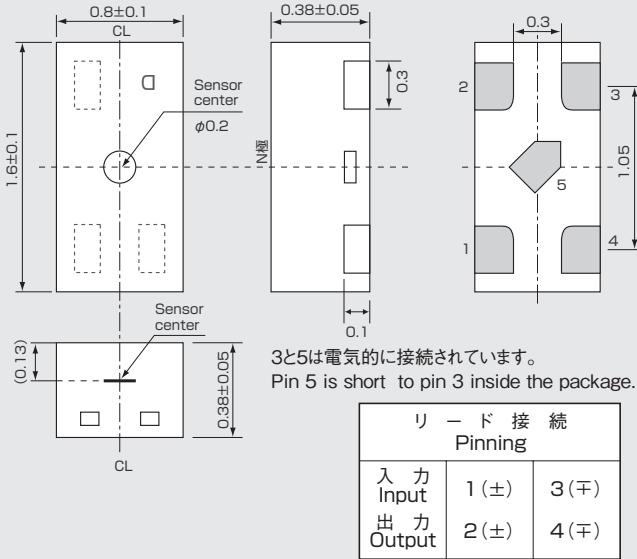 0.8±0.1
CL
0.38±0.05
0.3
D
Sensor
center
φ0.2
0.3
N極
1.6±0.1
2
3
5
1
4
1.05
0.1
Sensor
center
(0.13)
0.38±0.05
CL
3と5は電気的に接続されています。
Pin 5 is short to pin 3 inside the package.
リード接続
Pinning
入力 1(±) 3(∓)
Input
出力 2(±) 4(∓)
Output